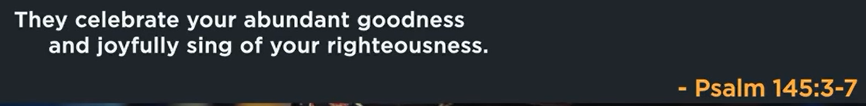 They celebrate your abundant goodness
and joyfully sing of your righteousness.
- Psalm 145:3-7